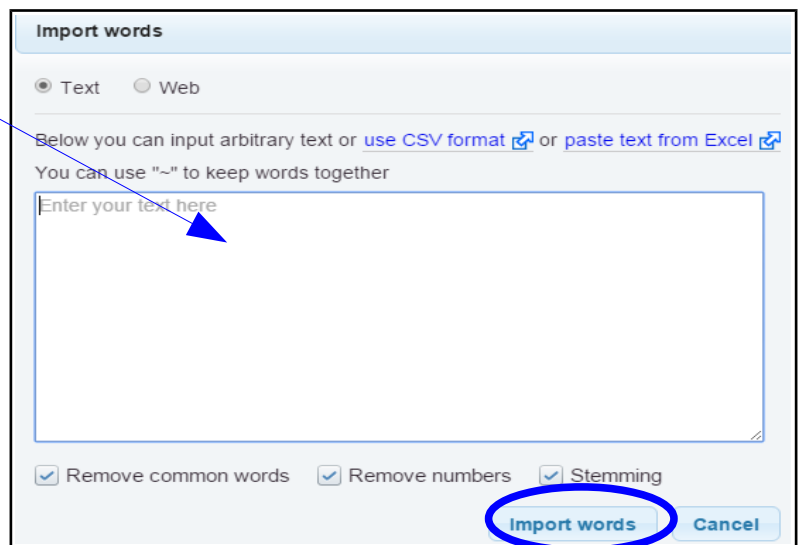 Import words
Text Web
Below you can input arbitrary text or use CSV format or paste text from Excel
You can use "~" to keep words together
Enter your text here
Remove common words Remove numbers Stemming
Import words Cancel